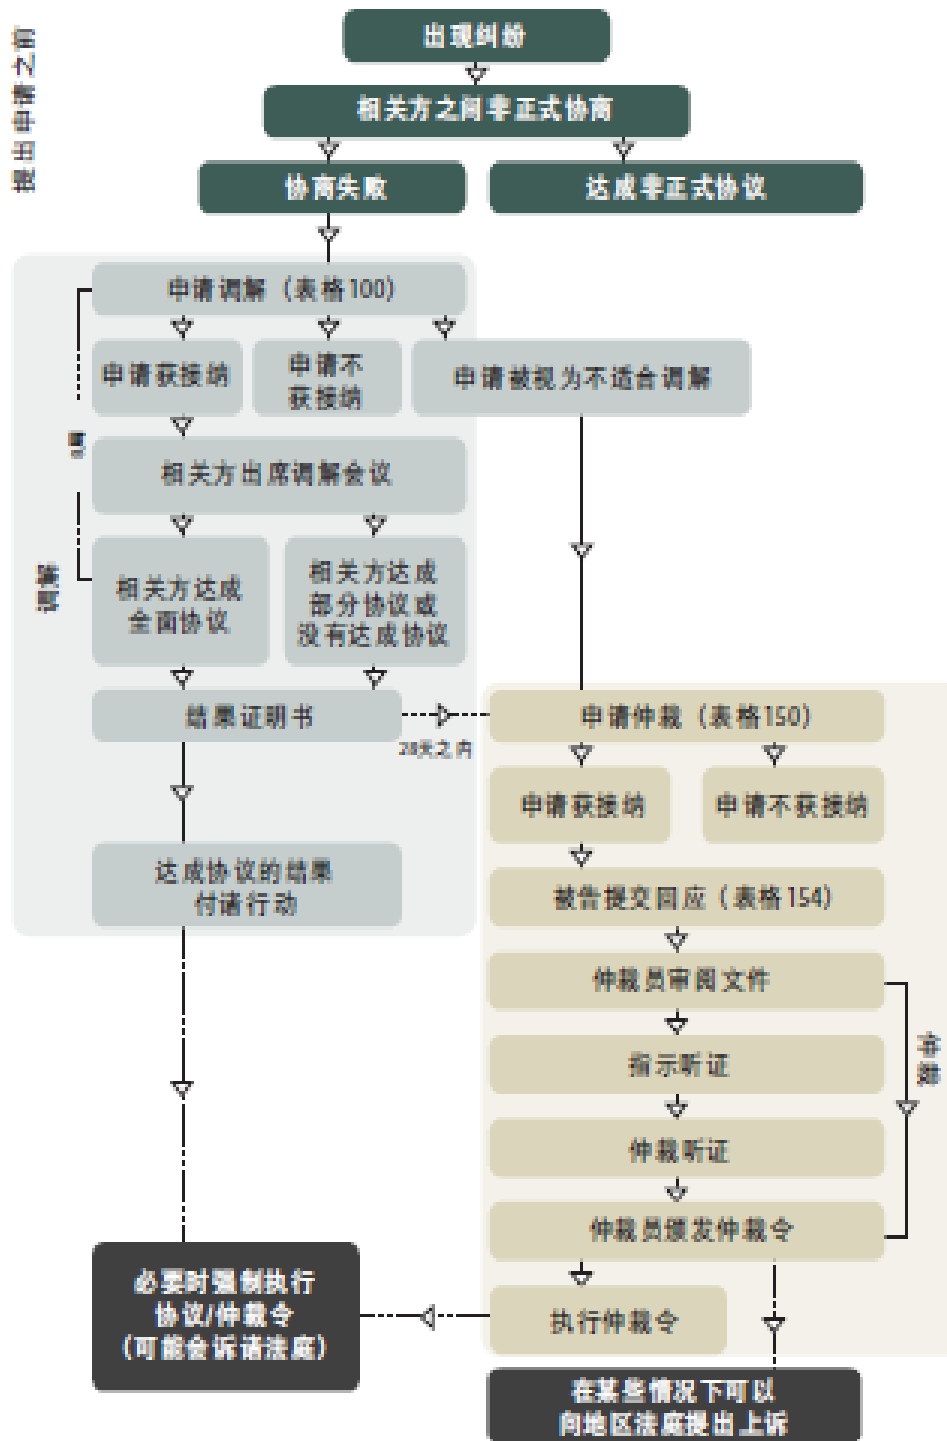 提出申请之前
出现纠纷
相关方之间非正式协商
协商失败
达成非正式协议
申请调解（表格100）
申请获接纳
申请不
获接纳
申请被视为不适合调解
相关方出席调解会议
调解
相关方达成
全面协议
相关方达成
部分协议或
没有达成协议
结果证明书
28天之内
申请仲裁（表格150）
申请获接纳
申请不获接纳
达成协议的结果
付诸行动
被告提交回应（表格154）
仲裁员审阅文件
仲裁
指示听证
仲裁听证
仲裁员颁发仲裁令
必要时强制执行
协议/仲裁令
（可能会诉诸法庭）
执行仲裁令
在某些情况下可以
向地区法庭提出上诉